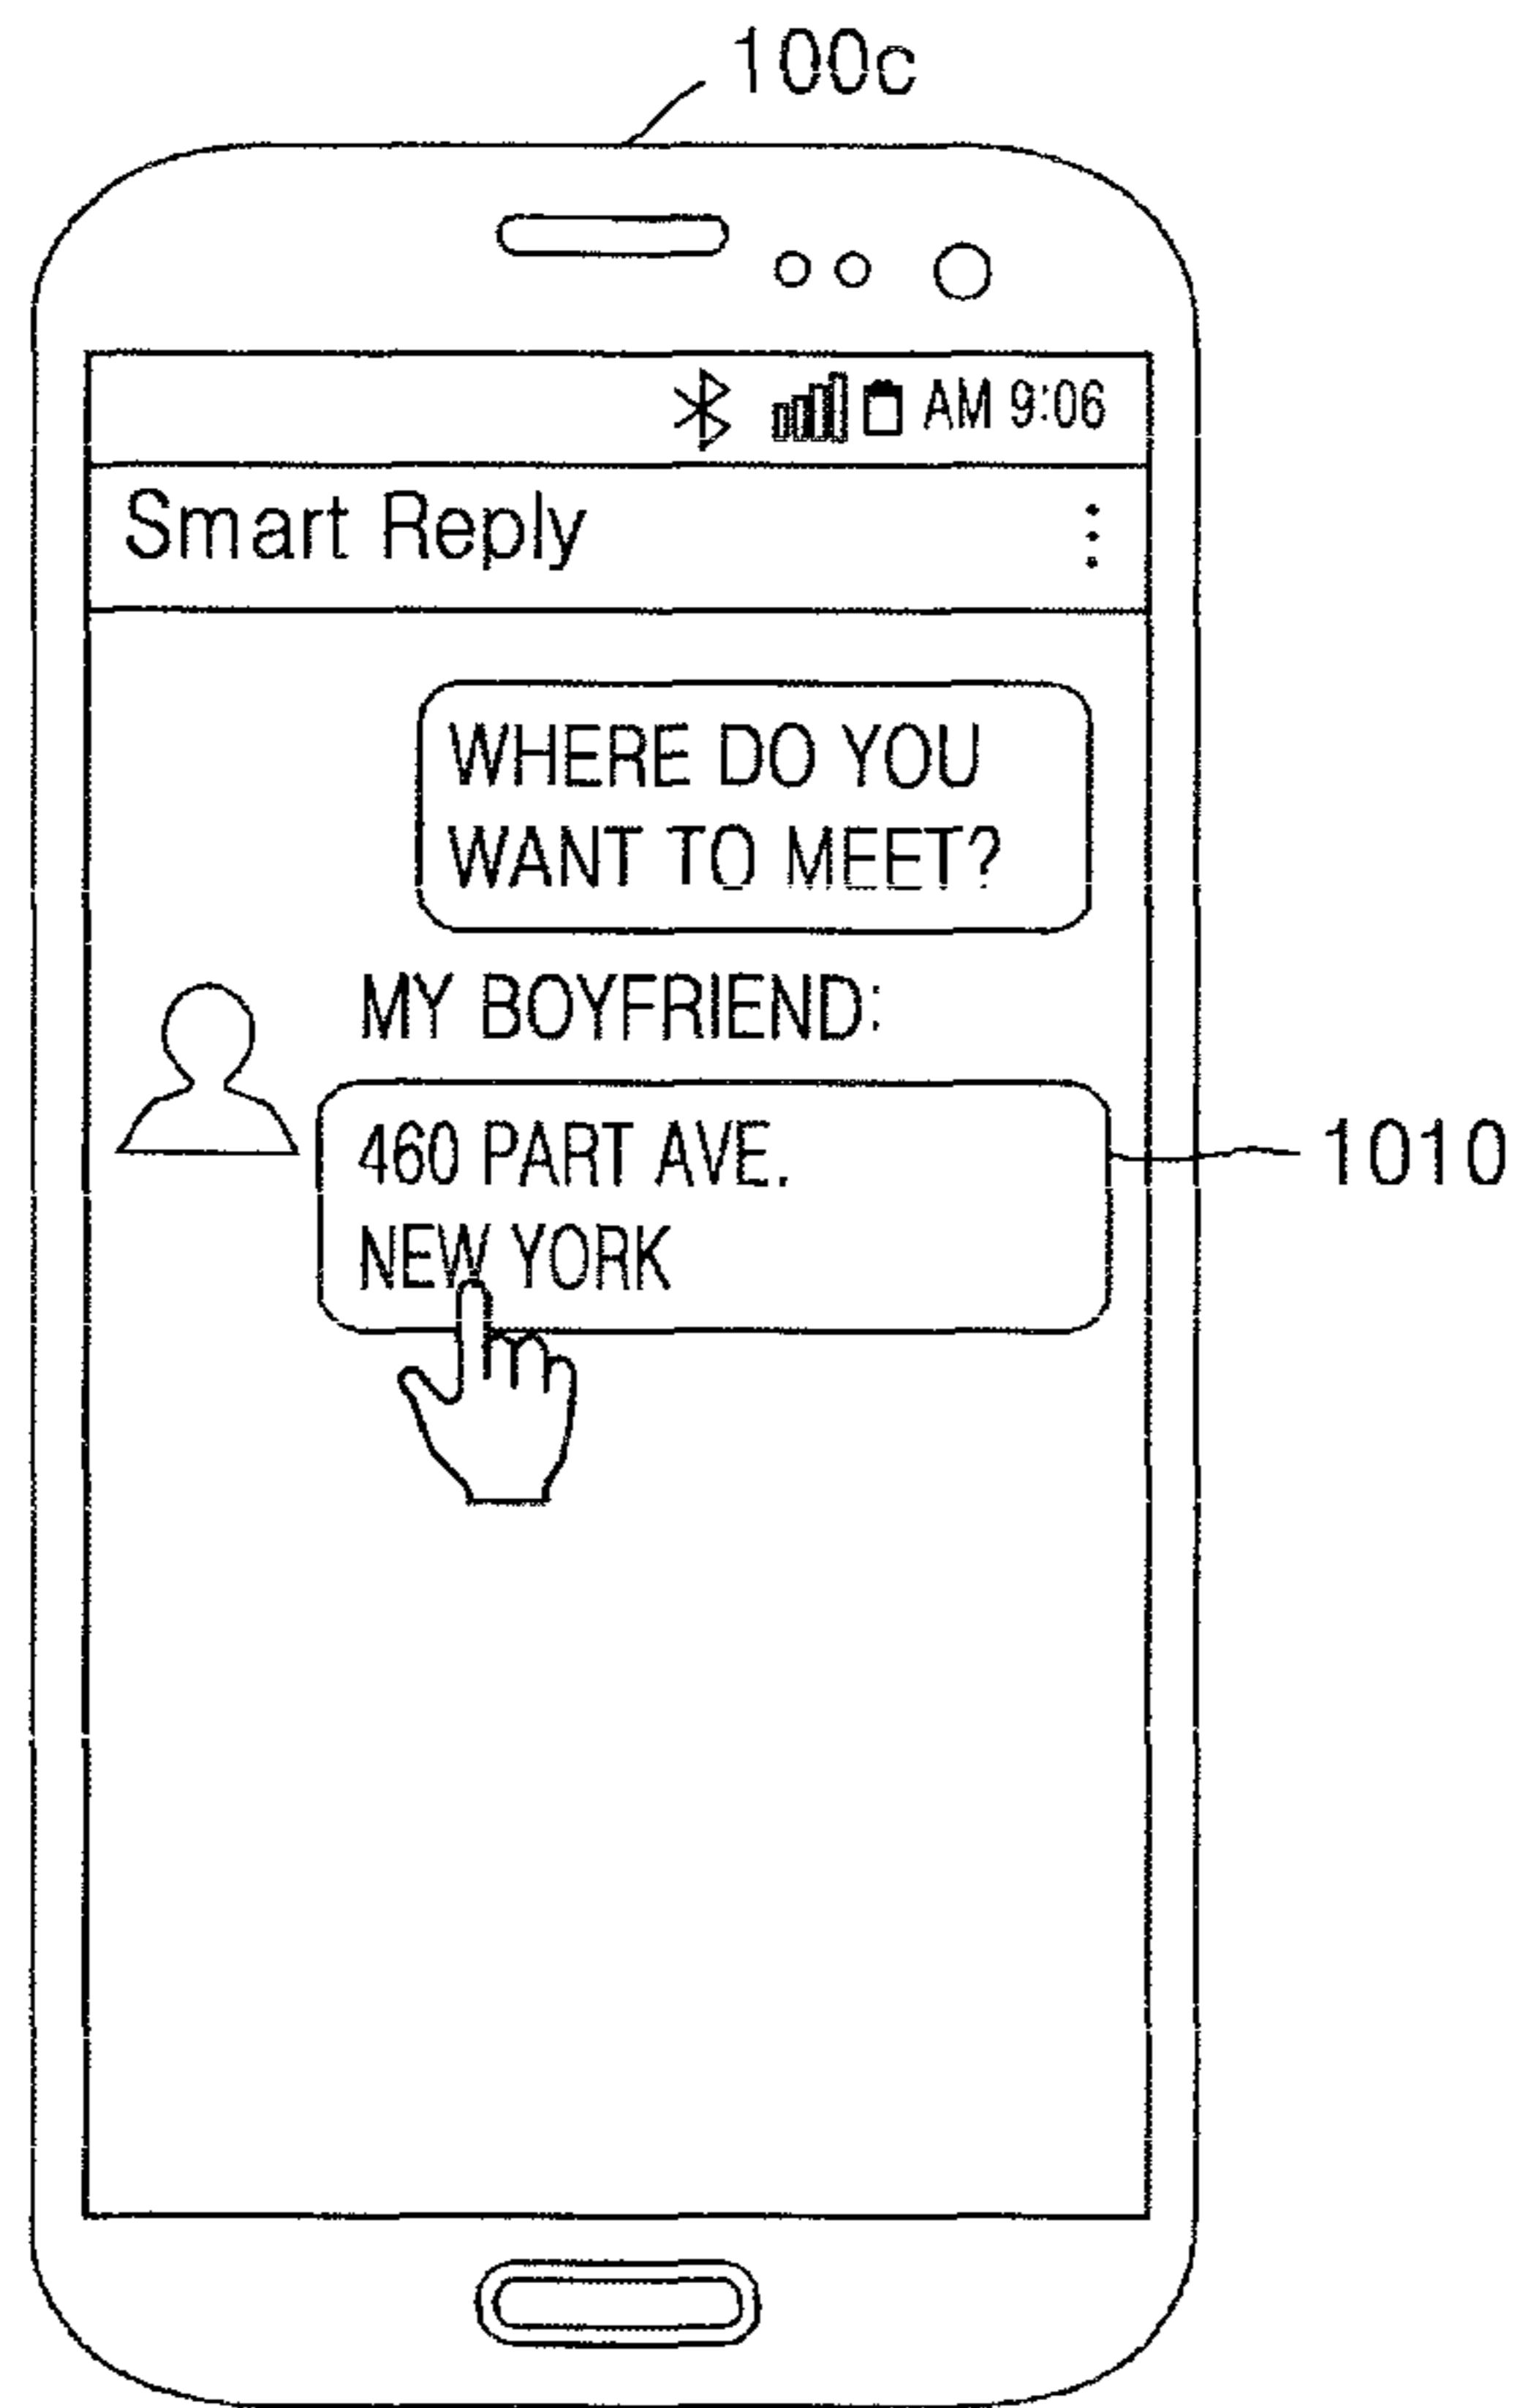 100c
AM 9:06
Smart Reply
WHERE DO YOU
WANT TO MEET?
MY BOYFRIEND:
460 PART AVE.
NEW YORK
1010